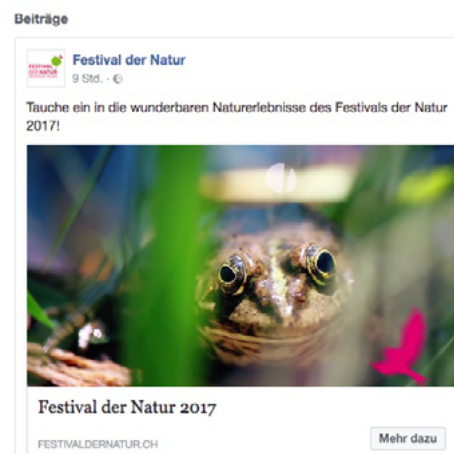 Beiträge
Festival der Natur
9 Std. ·
Tauche ein in die wunderbaren Naturerlebnisse des Festivals der Natur
2017!
Festival der Natur 2017
FESTIVALDERNATUR.CH
Mehr dazu